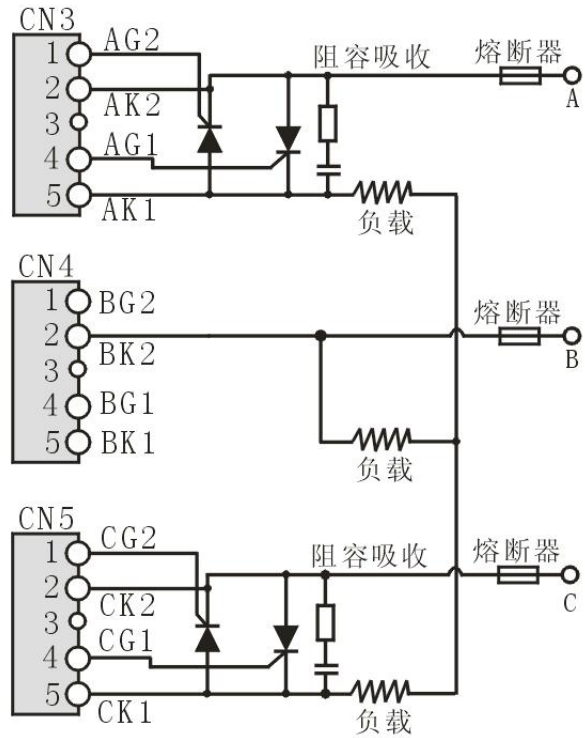 CN3
1 AG2
阻容吸收
熔断器
2 AK2
A
3
4 AG1
5 AK1
负载
CN4
1 BG2
熔断器
2 BK2
B
3
4 BG1
5 BK1
负载
CN5
1 CG2
阻容吸收
熔断器
2 CK2
C
3
4 CG1
5 CK1
负载